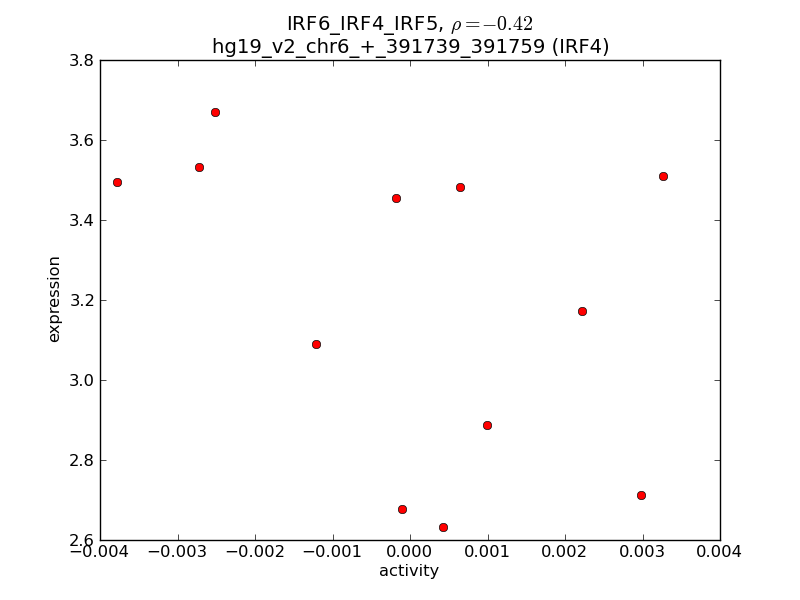 IRF6_IRF4_IRF5, ρ = −0.42
hg19_v2_chr6_+_391739_391759 (IRF4)
3.8
3.6
3.4
3.2
3.0
2.8
2.6
expression
−0.004 −0.003 −0.002 −0.001 0.000 0.001 0.002 0.003 0.004
activity